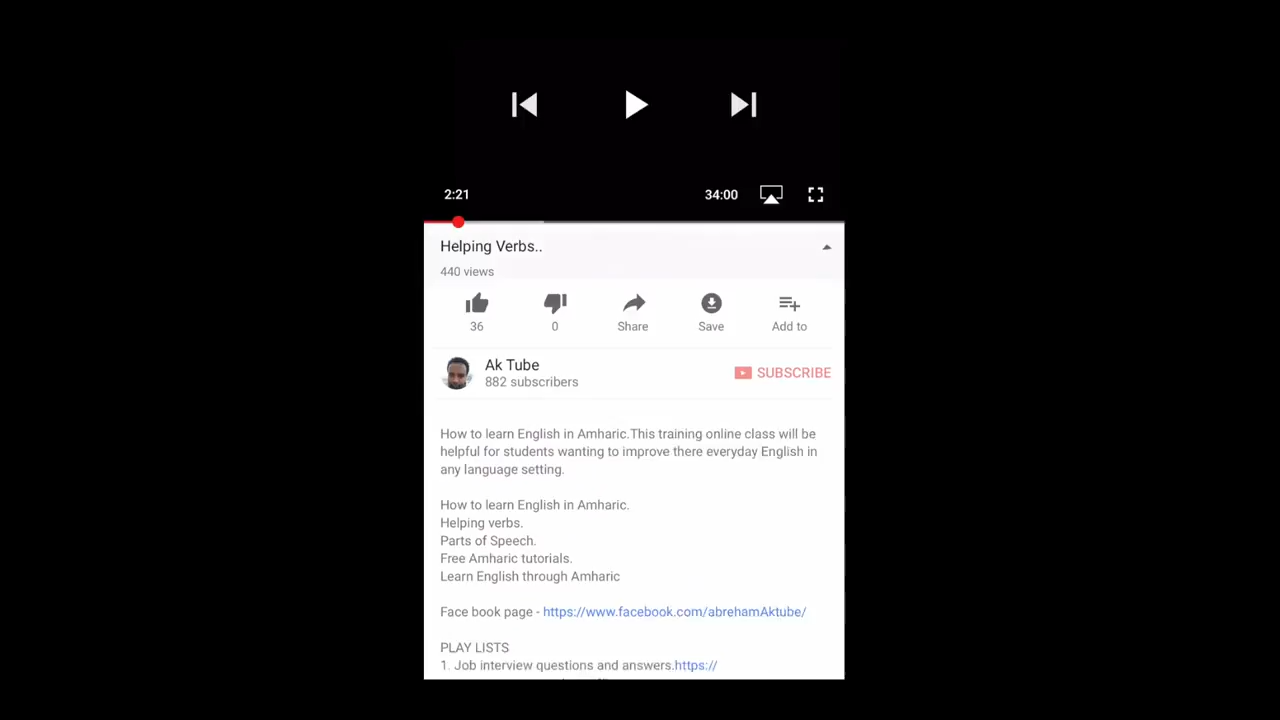 2:21 34:00
Helping Verbs..
440 views
36 0 Share Save Add to
Ak Tube
882 subscribers
SUBSCRIBE
How to learn English in Amharic.This training online class will be
helpful for students wanting to improve there everyday English in
any language setting.
How to learn English in Amharic.
Helping verbs.
Parts of Speech.
Free Amharic tutorials.
Learn English through Amharic
Face book page - https://www.facebook.com/abrehamAktube/
PLAY LISTS
1. Job interview questions and answers.https://